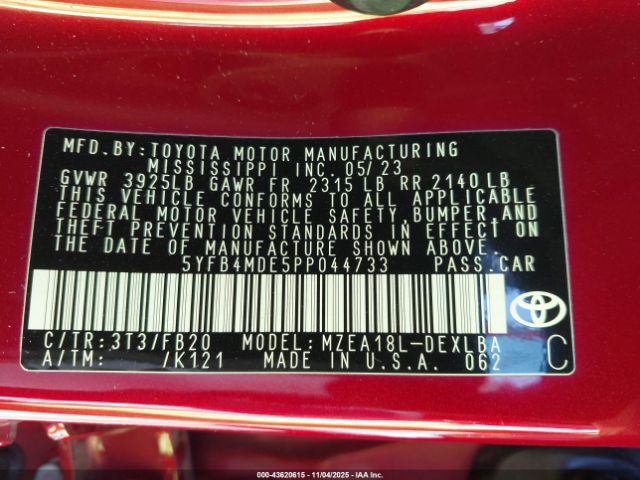 MFD.BY:TOYOTA MOTOR MANUFACTURING
MISSISSIPPI INC. 05/23
GVWR 3925LB GAWR FR 2315 LB RR 2140 LB
THIS VEHICLE CONFORMS TO ALL APPLICABLE
FEDERAL MOTOR VEHICLE SAFETY, BUMPER, AND
THEFT PREVENTION STANDARDS IN EFFECT ON
THE DATE OF MANUFACTURE SHOWN ABOVE.
5YFB4MDE5PP044733 PASS.CAR
C/TR:3T3/FB20 MODEL:MZEA18L-DEXLBA
A/TM: /K121 MADE IN U.S.A. 062 C
000-43620615 - 11/04/2025 - IAA Inc.